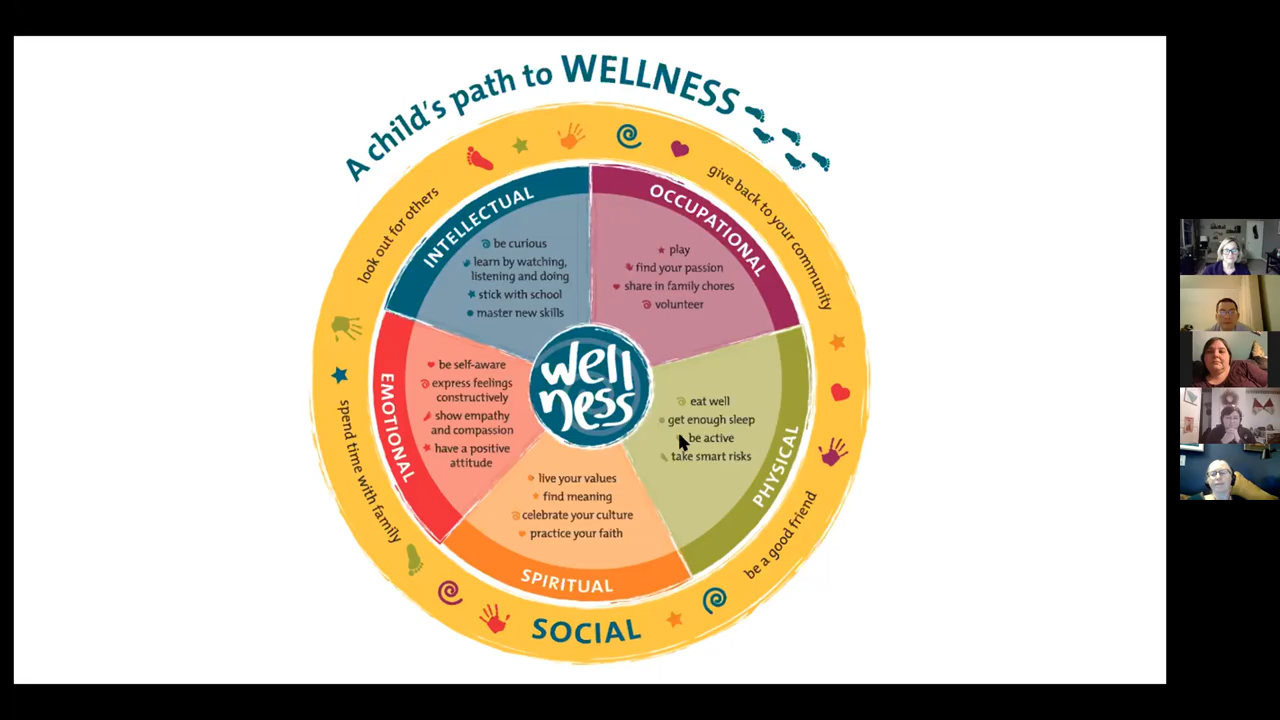 A child's path to WELLNESS
look out for others
give back to your community
INTELLECTUAL
be curious
learn by watching,
listening and doing
stick with school
master new skills
OCCUPATIONAL
play
find your passion
share in family chores
volunteer
EMOTIONAL
be self-aware
express feelings
constructively
show empathy
and compassion
have a positive
attitude
well
ness
PHYSICAL
eat well
get enough sleep
be active
take smart risks
SPIRITUAL
live your values
find meaning
celebrate your culture
practice your faith
spend time with family
be a good friend
SOCIAL